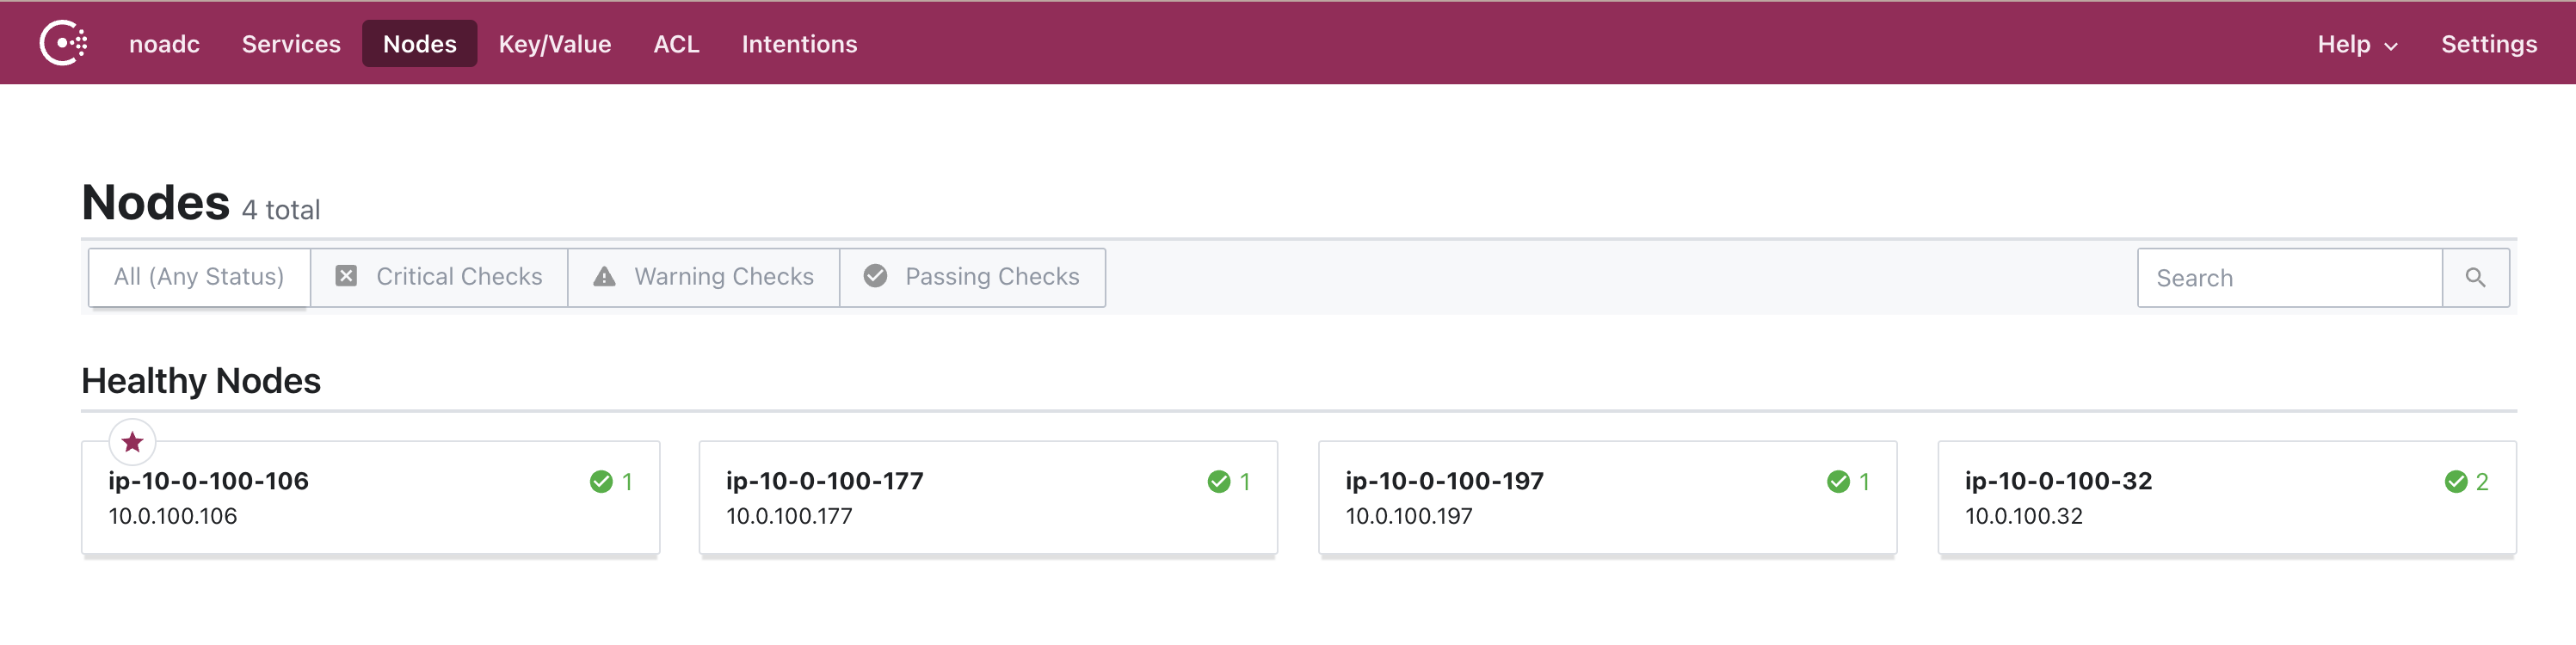 noadc Services Nodes Key/Value ACL Intentions Help Settings
Nodes 4 total
All (Any Status) Critical Checks Warning Checks Passing Checks Search
Healthy Nodes
ip-10-0-100-106 1 ip-10-0-100-177 1 ip-10-0-100-197 1 ip-10-0-100-32 2
10.0.100.106 10.0.100.177 10.0.100.197 10.0.100.32